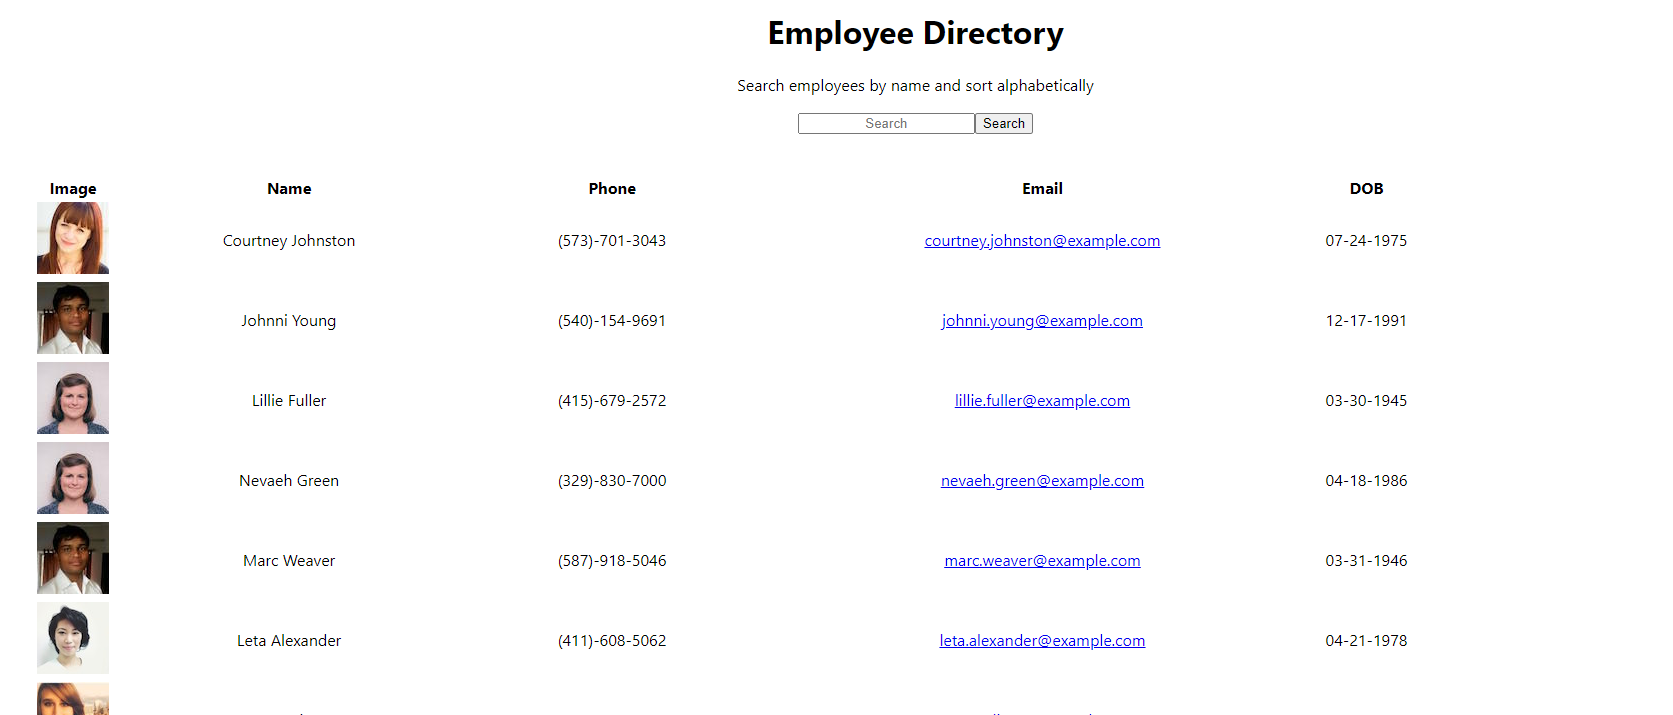 Employee Directory
Search employees by name and sort alphabetically
Search Search
Image Name Phone Email DOB
Courtney Johnston (573)-701-3043 courtney.johnston@example.com 07-24-1975
Johnni Young (540)-154-9691 johnni.young@example.com 12-17-1991
Lillie Fuller (415)-679-2572 lillie.fuller@example.com 03-30-1945
Nevaeh Green (329)-830-7000 nevaeh.green@example.com 04-18-1986
Marc Weaver (587)-918-5046 marc.weaver@example.com 03-31-1946
Leta Alexander (411)-608-5062 leta.alexander@example.com 04-21-1978